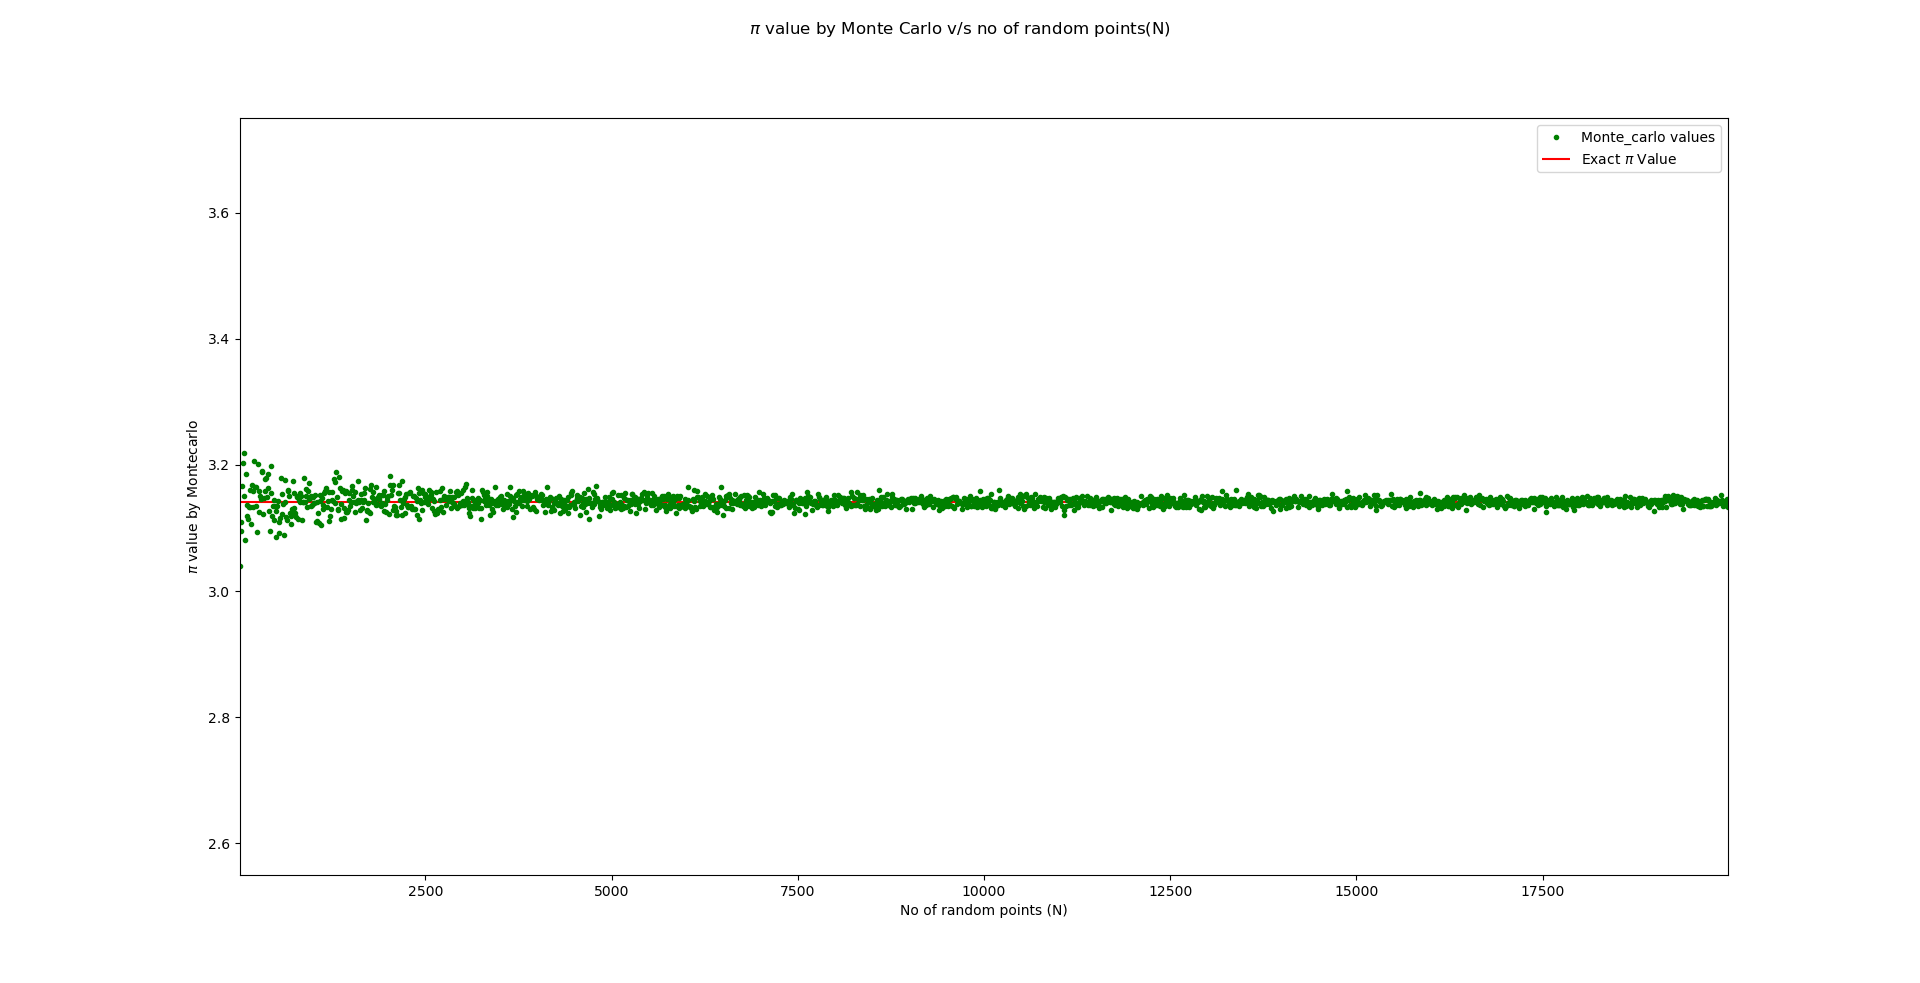 π value by Monte Carlo v/s no of random points(N)
Monte_carlo values
Exact π Value
3.6
3.4
3.2
3.0
2.8
2.6
π value by Montecarlo
2500 5000 7500 10000 12500 15000 17500
No of random points (N)